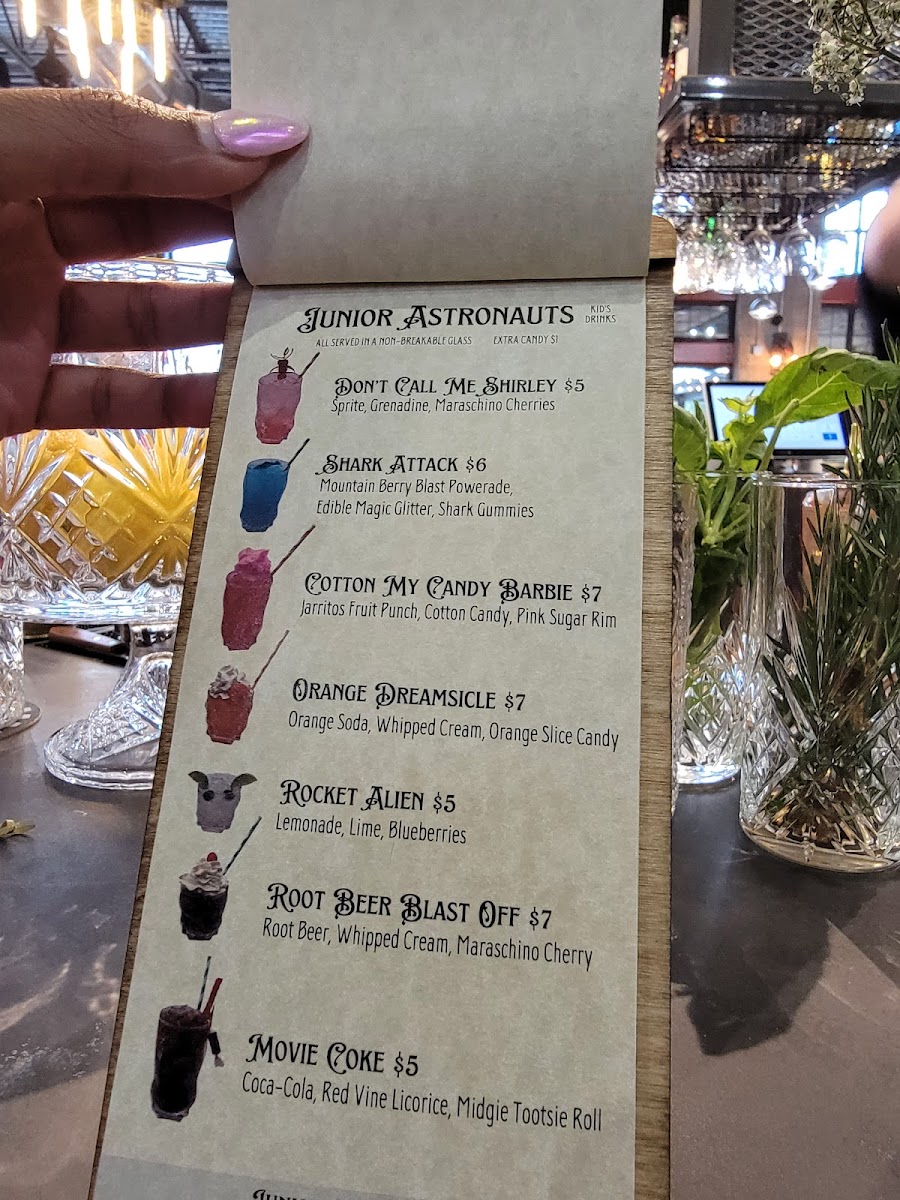 JUNIOR ASTRONAUTS KID'S DRINKS
ALL SERVED IN A NON-BREAKABLE GLASS EXTRA CANDY $1
DON'T CALL ME SHIRLEY $5
Sprite, Grenadine, Maraschino Cherries
SHARK ATTACK $6
Mountain Berry Blast Powerade,
Edible Magic Glitter, Shark Gummies
COTTON MY CANDY BARBIE $7
Jarritos Fruit Punch, Cotton Candy, Pink Sugar Rim
ORANGE DREAMSICLE $7
Orange Soda, Whipped Cream, Orange Slice Candy
ROCKET ALIEN $5
Lemonade, Lime, Blueberries
ROOT BEER BLAST OFF $7
Root Beer, Whipped Cream, Maraschino Cherry
MOVIE COKE $5
Coca-Cola, Red Vine Licorice, Midgie Tootsie Roll